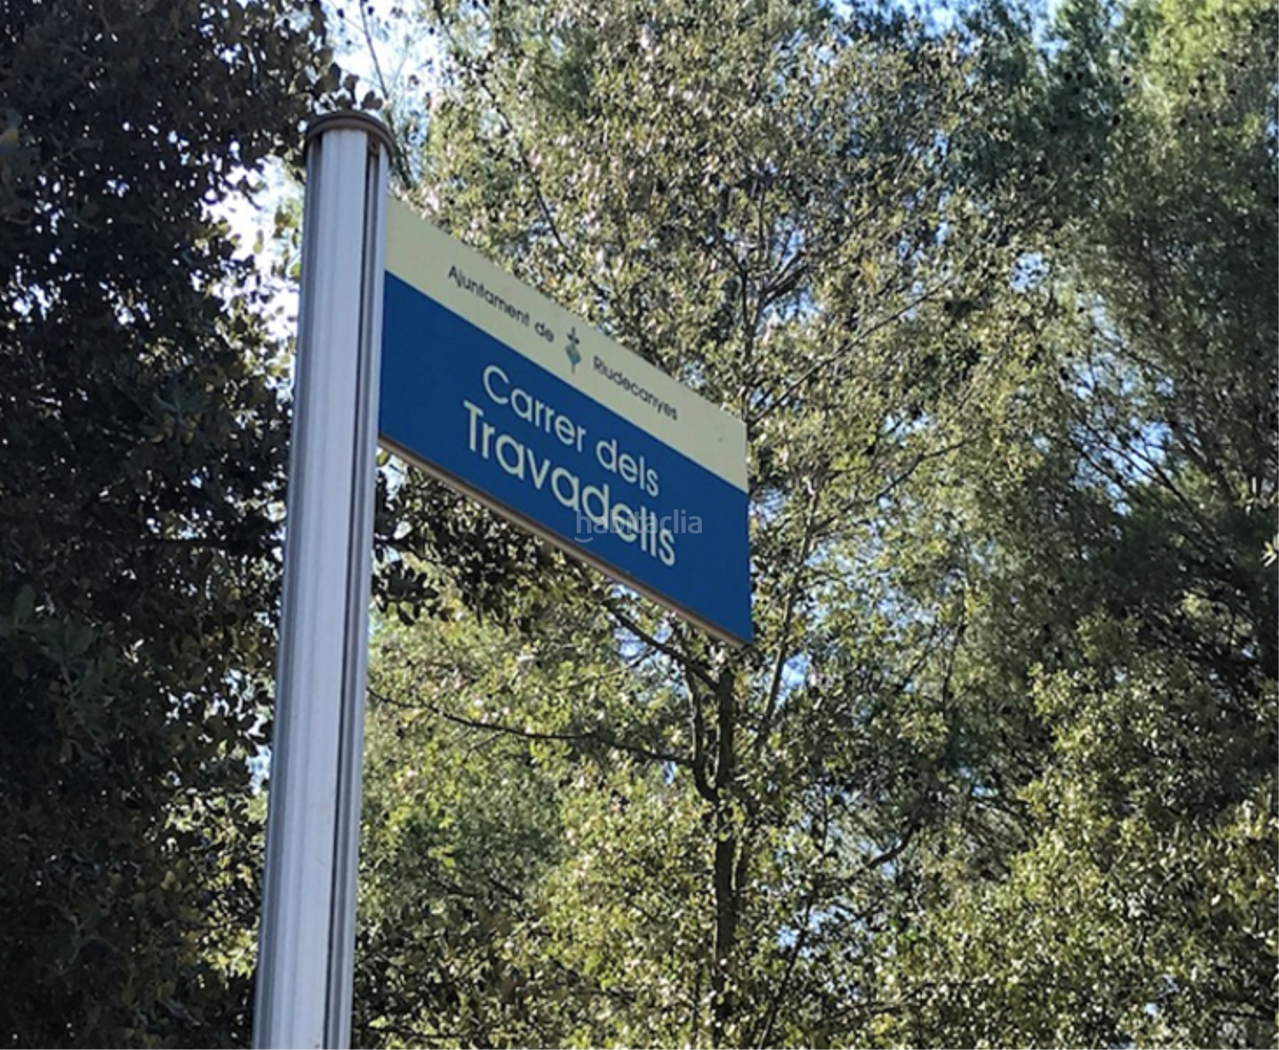 Ajuntament de Riudecanyes
Carrer dels
Travadells
habitaclia